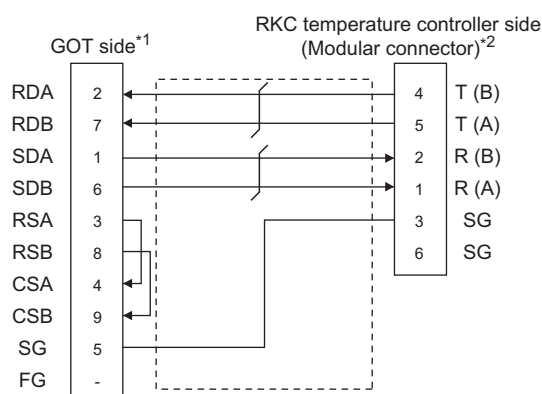 RKC temperature controller side
GOT side*1 (Modular connector)*2
RDA 2 4 T (B)
RDB 7 5 T (A)
SDA 1 2 R (B)
SDB 6 1 R (A)
RSA 3 3 SG
RSB 8 6 SG
CSA 4
CSB 9
SG 5
FG -